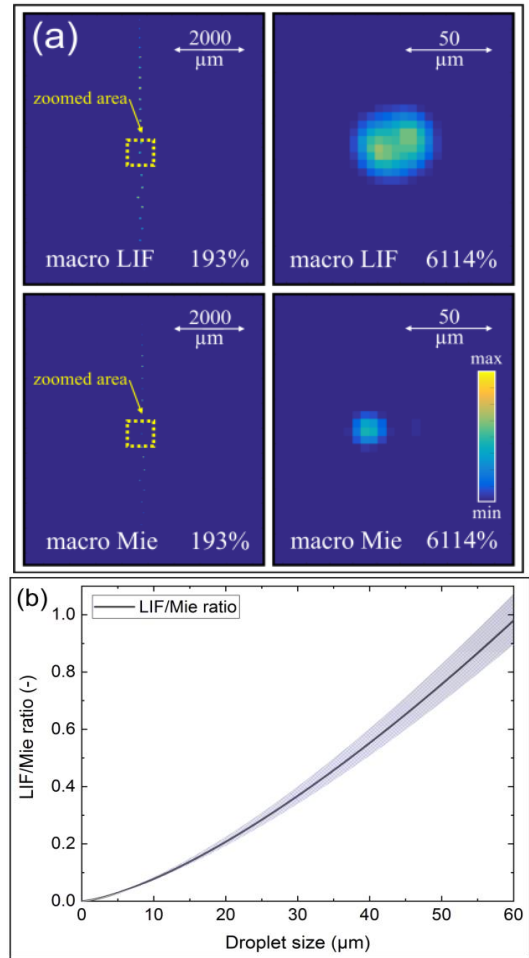 (a)
2000
μm
zoomed area
macro LIF 193%
50
μm
macro LIF 6114%
2000
μm
zoomed area
macro Mie 193%
50
μm
max
min
macro Mie 6114%
(b)
LIF/Mie ratio
1.0
0.8
0.6
0.4
0.2
0.0
LIF/Mie ratio (-)
0 10 20 30 40 50 60
Droplet size (μm)